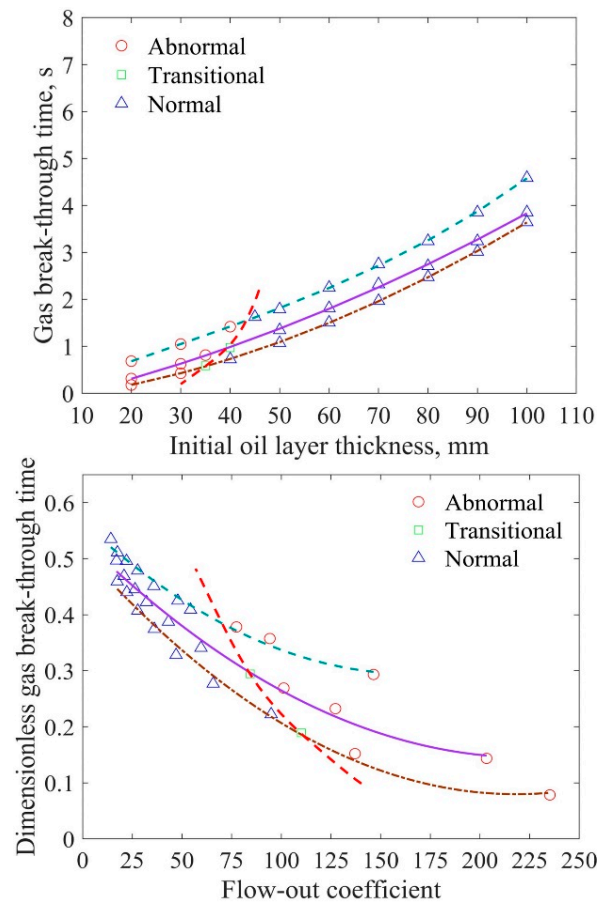 8
7
6
5
4
3
2
1
0
Abnormal
Transitional
Normal
Gas break-through time, s
10 20 30 40 50 60 70 80 90 100 110
Initial oil layer thickness, mm
0.6
0.5
0.4
0.3
0.2
0.1
0
Abnormal
Transitional
Normal
Dimensionless gas break-through time
0 25 50 75 100 125 150 175 200 225 250
Flow-out coefficient